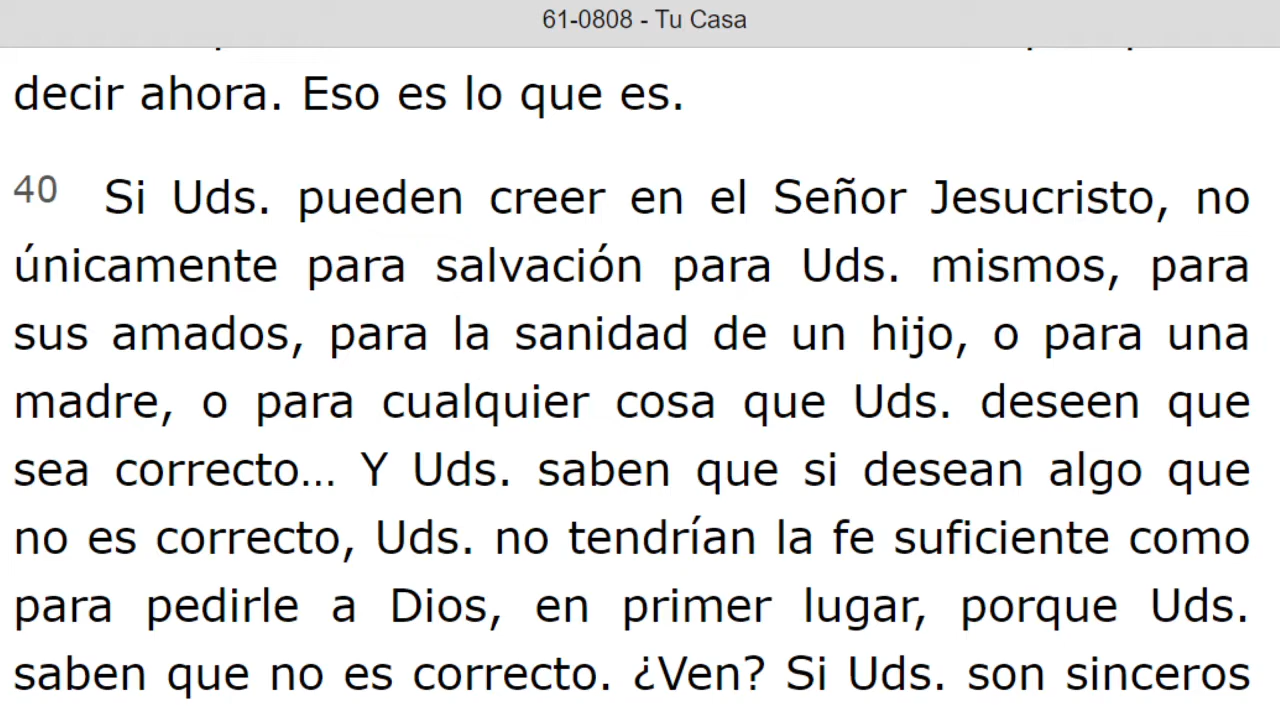 61-0808 - Tu Casa
decir ahora. Eso es lo que es.
40 Si Uds. pueden creer en el Señor Jesucristo, no
únicamente para salvación para Uds. mismos, para
sus amados, para la sanidad de un hijo, o para una
madre, o para cualquier cosa que Uds. deseen que
sea correcto... Y Uds. saben que si desean algo que
no es correcto, Uds. no tendrían la fe suficiente como
para pedirle a Dios, en primer lugar, porque Uds.
saben que no es correcto. ¿Ven? Si Uds. son sinceros